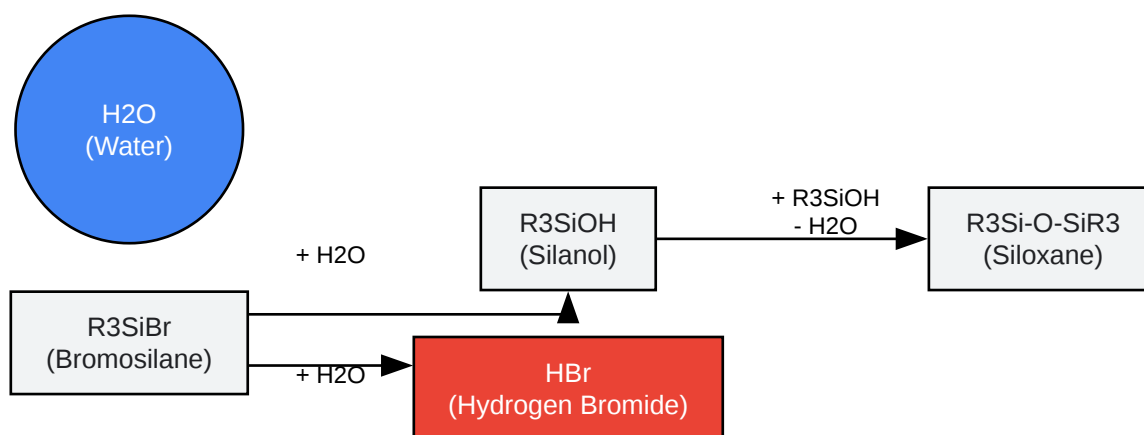 H2O
(Water)
+ H2O
R3SiBr
(Bromosilane)
+ H2O
R3SiOH
(Silanol)
HBr
(Hydrogen Bromide)
+ R3SiOH
- H2O
R3Si-O-SiR3
(Siloxane)